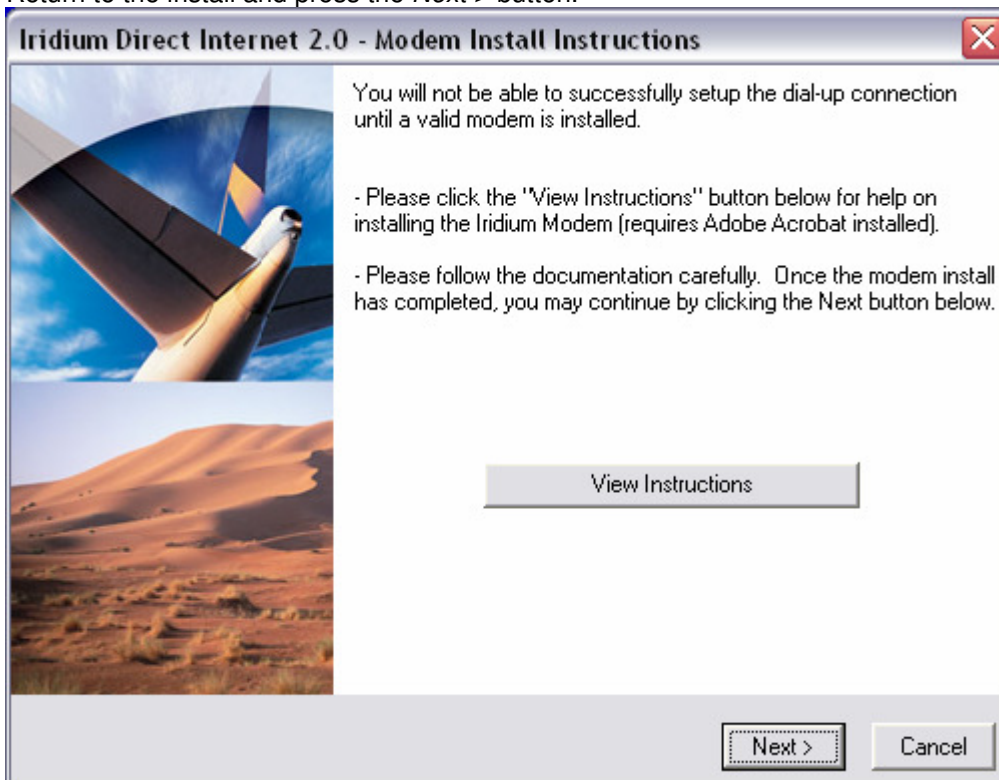 Return to the install and press the Next > button.
Iridium Direct Internet 2.0 - Modem Install Instructions
You will not be able to successfully setup the dial-up connection
until a valid modem is installed.
- Please click the "View Instructions" button below for help on
installing the Iridium Modem (requires Adobe Acrobat installed).
- Please follow the documentation carefully.  Once the modem install
has completed, you may continue by clicking the Next button below.
View Instructions
Next >
Cancel